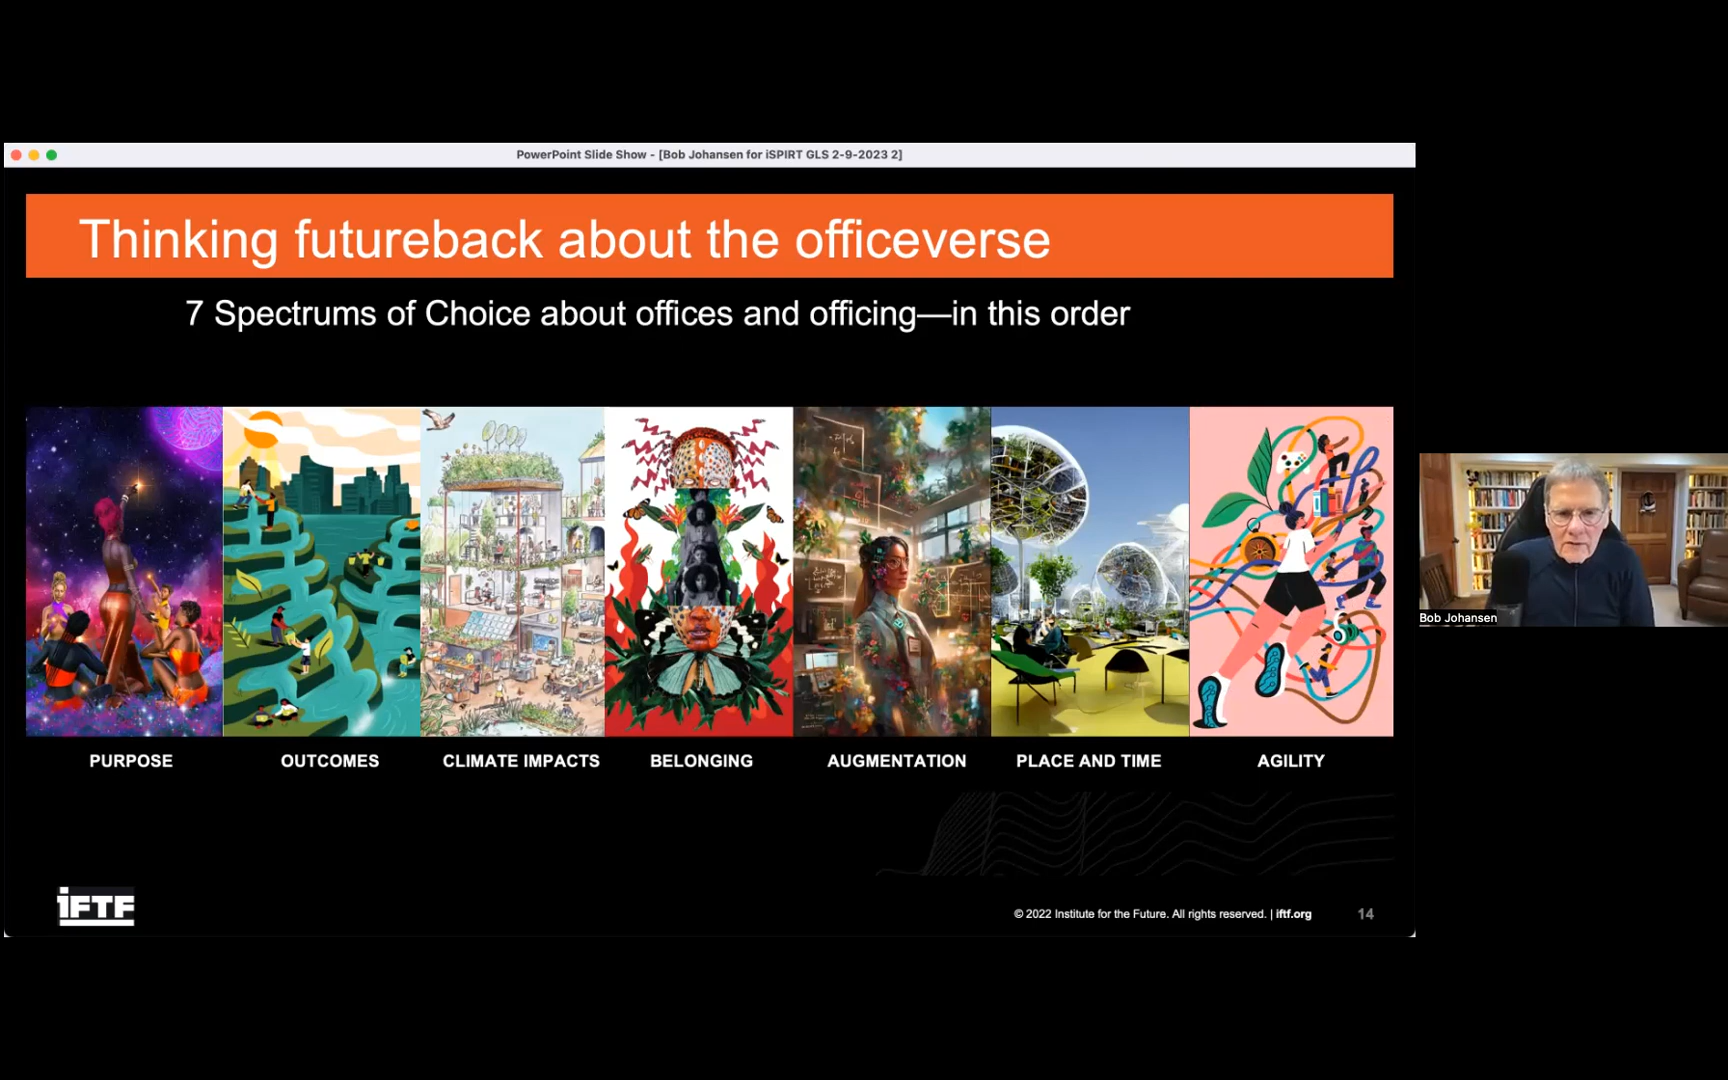 PowerPoint Slide Show - [Bob Johansen for iSPIRT GLS 2-9-2023 2]
Thinking futureback about the officeverse
7 Spectrums of Choice about offices and officing—in this order
PURPOSE
OUTCOMES
CLIMATE IMPACTS
BELONGING
AUGMENTATION
PLACE AND TIME
AGILITY
Bob Johansen
IFTF
© 2022 Institute for the Future. All rights reserved. | iftf.org
14